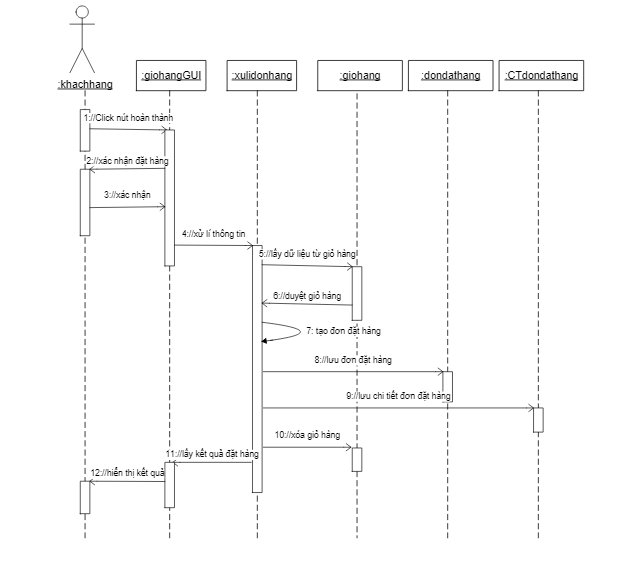 :khachhang
:giohangGUI
:xulidonhang
:giohang
:dondathang
:CTdondathang
1://Click nút hoàn thành
2://xác nhận đặt hàng
3://xác nhận
4://xử lí thông tin
5://lấy dữ liệu từ giỏ hàng
6://duyệt giỏ hàng
7: tạo đơn đặt hàng
8://lưu đơn đặt hàng
9://lưu chi tiết đơn đặt hàng
10://xóa giỏ hàng
11://lấy kết quả đặt hàng
12://hiển thị kết quả